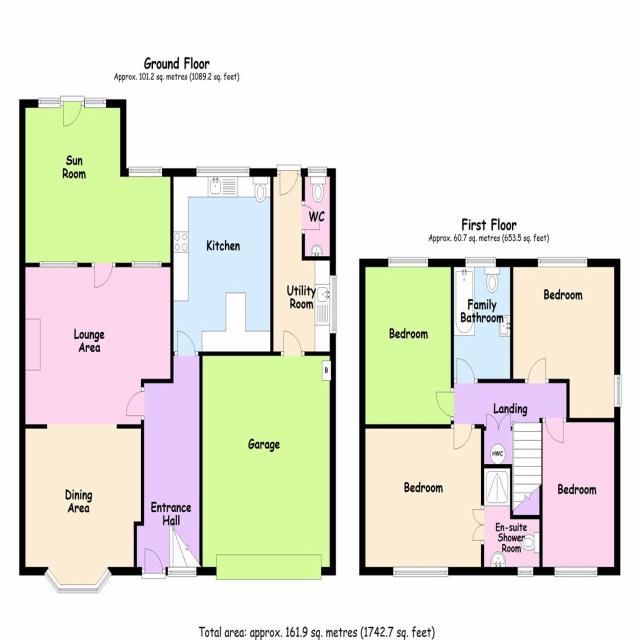 Ground Floor
Approx. 101.2 sq. metres (1089.2 sq. feet)
Sun
Room
WC
Kitchen
Utility
Room
Lounge
Area
B
Garage
Dining
Area
Entrance
Hall
First Floor
Approx. 60.7 sq. metres (653.5 sq. feet)
Family
Bathroom
Bedroom
Bedroom
Landing
HWC
Bedroom
Bedroom
En-suite
Shower
Room
Total area: approx. 161.9 sq. metres (1742.7 sq. feet)